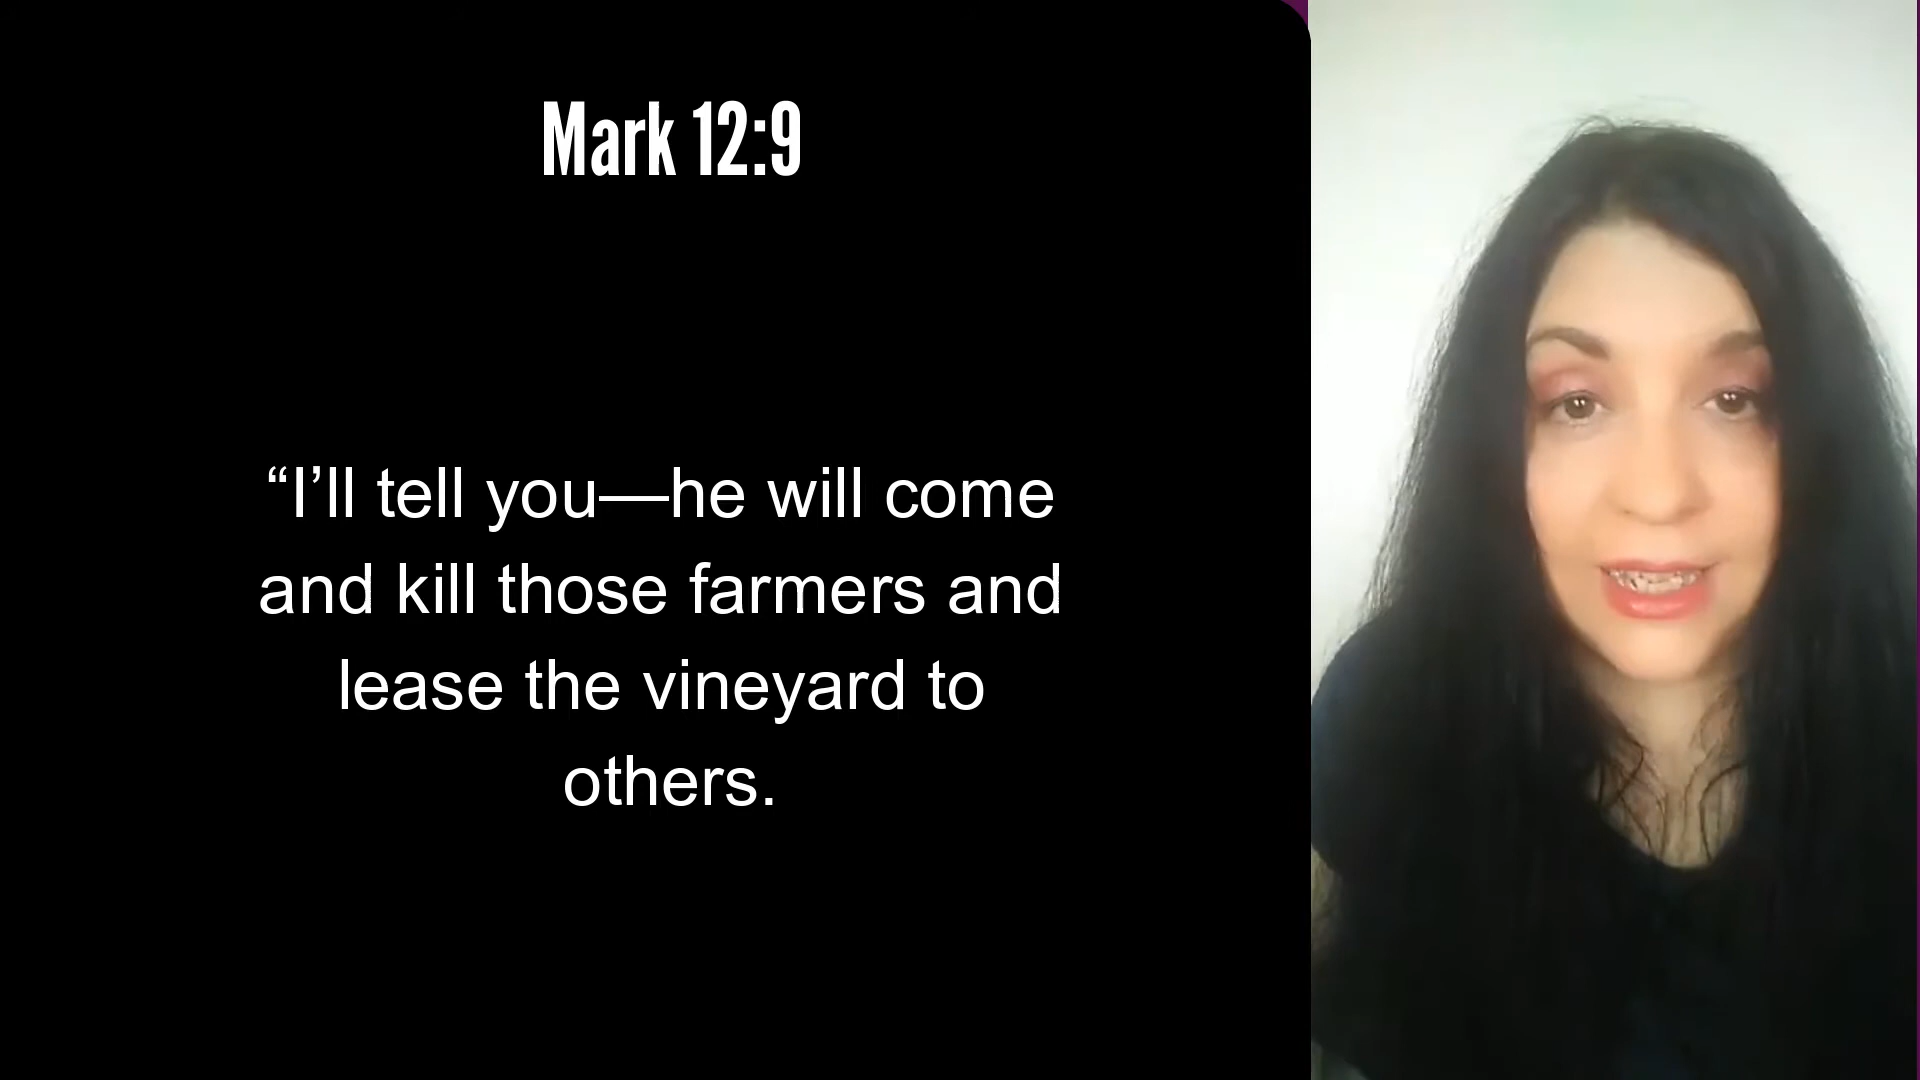 Mark 12:9
“I’ll tell you—he will come
and kill those farmers and
lease the vineyard to
others.